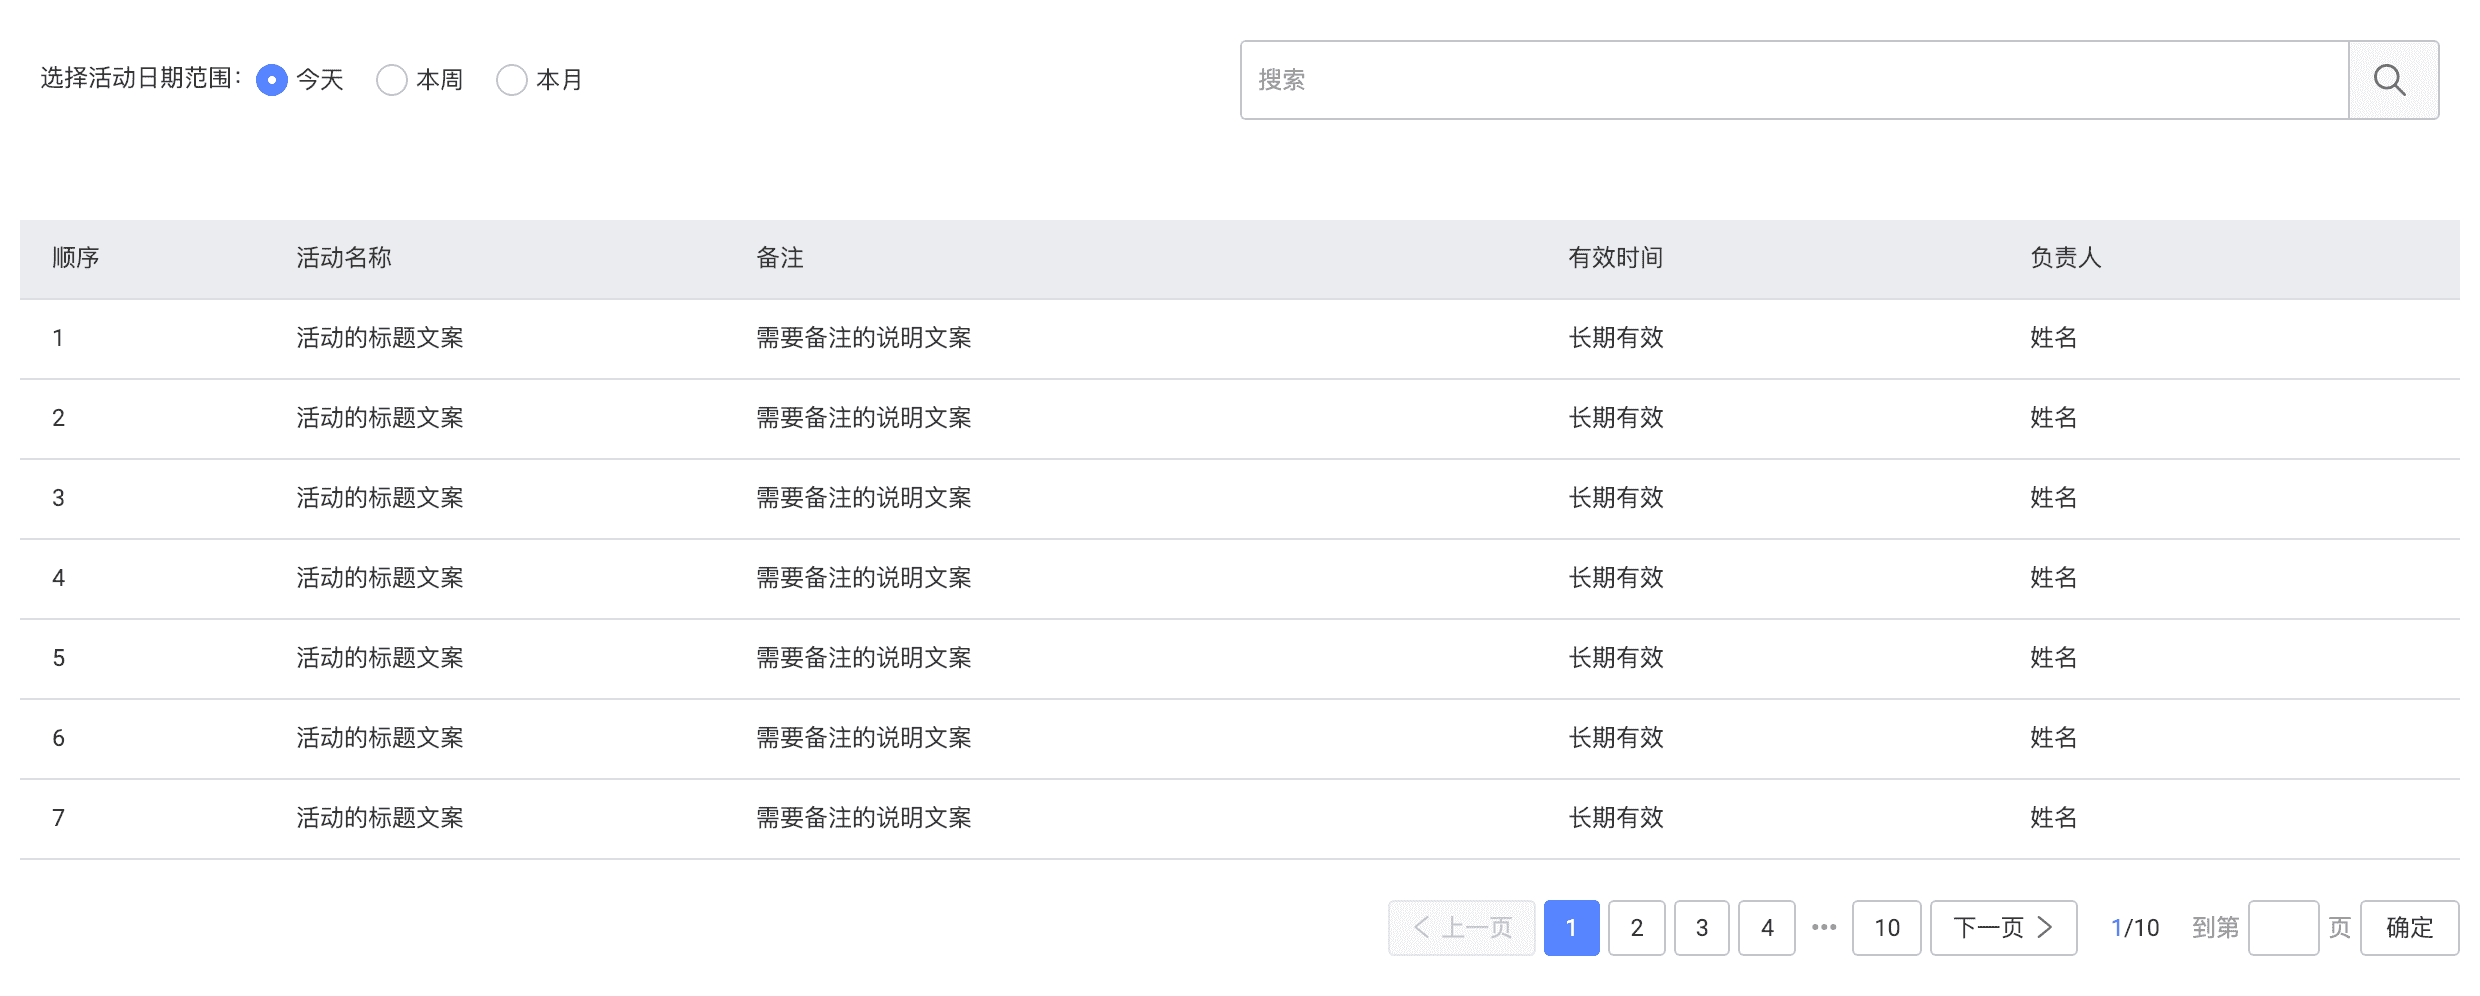 选择活动日期范围： 今天 本周 本月 搜索
顺序 活动名称 备注 有效时间 负责人
1 活动的标题文案 需要备注的说明文案 长期有效 姓名
2 活动的标题文案 需要备注的说明文案 长期有效 姓名
3 活动的标题文案 需要备注的说明文案 长期有效 姓名
4 活动的标题文案 需要备注的说明文案 长期有效 姓名
5 活动的标题文案 需要备注的说明文案 长期有效 姓名
6 活动的标题文案 需要备注的说明文案 长期有效 姓名
7 活动的标题文案 需要备注的说明文案 长期有效 姓名
上一页 1 2 3 4 ••• 10 下一页 1/10 到第 页 确定